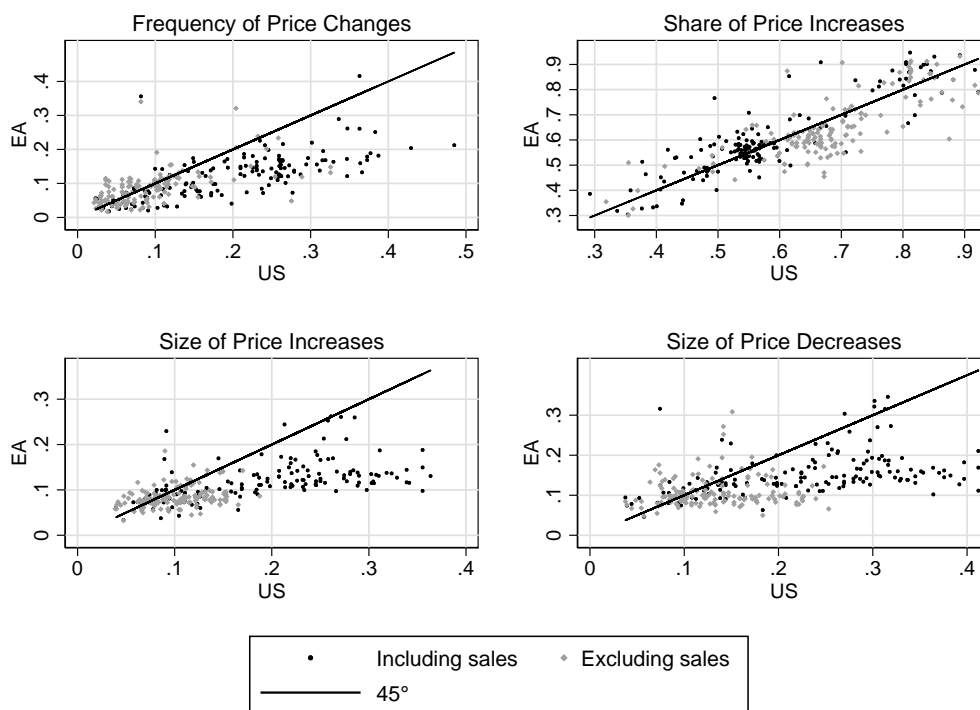 Frequency of Price Changes
EA
0 .1 .2 .3 .4
0 .1 .2 .3 .4 .5
US
Share of Price Increases
EA
.3 .4 .5 .6 .7 .8 .9
.3 .4 .5 .6 .7 .8 .9
US
Size of Price Increases
EA
0 .1 .2 .3
0 .1 .2 .3 .4
US
Size of Price Decreases
EA
0 .1 .2 .3
0 .1 .2 .3 .4
US
Including sales Excluding sales
45°